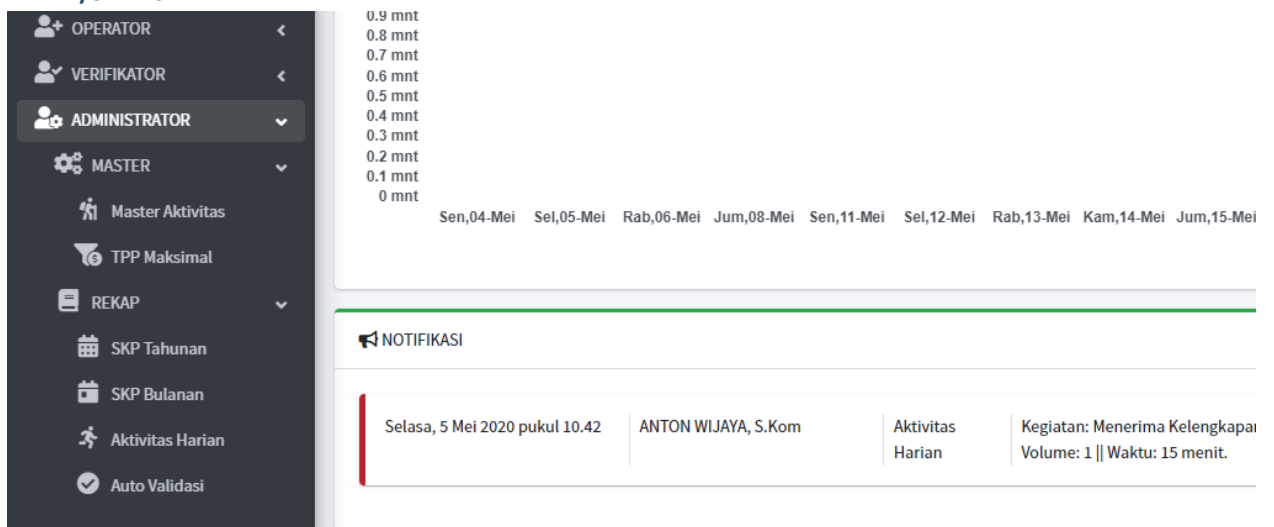 OPERATOR
VERIFIKATOR
ADMINISTRATOR
MASTER
Master Aktivitas
TPP Maksimal
REKAP
SKP Tahunan
SKP Bulanan
Aktivitas Harian
Auto Validasi
0.9 mnt
0.8 mnt
0.7 mnt
0.6 mnt
0.5 mnt
0.4 mnt
0.3 mnt
0.2 mnt
0.1 mnt
0 mnt
Sen,04-Mei Sel,05-Mei Rab,06-Mei Jum,08-Mei Sen,11-Mei Sel,12-Mei Rab,13-Mei Kam,14-Mei Jum,15-Mei
NOTIFIKASI
Selasa, 5 Mei 2020 pukul 10.42 ANTON WIJAYA, S.Kom Aktivitas Kegiatan: Menerima Kelengkapa
Harian Volume: 1 || Waktu: 15 menit.